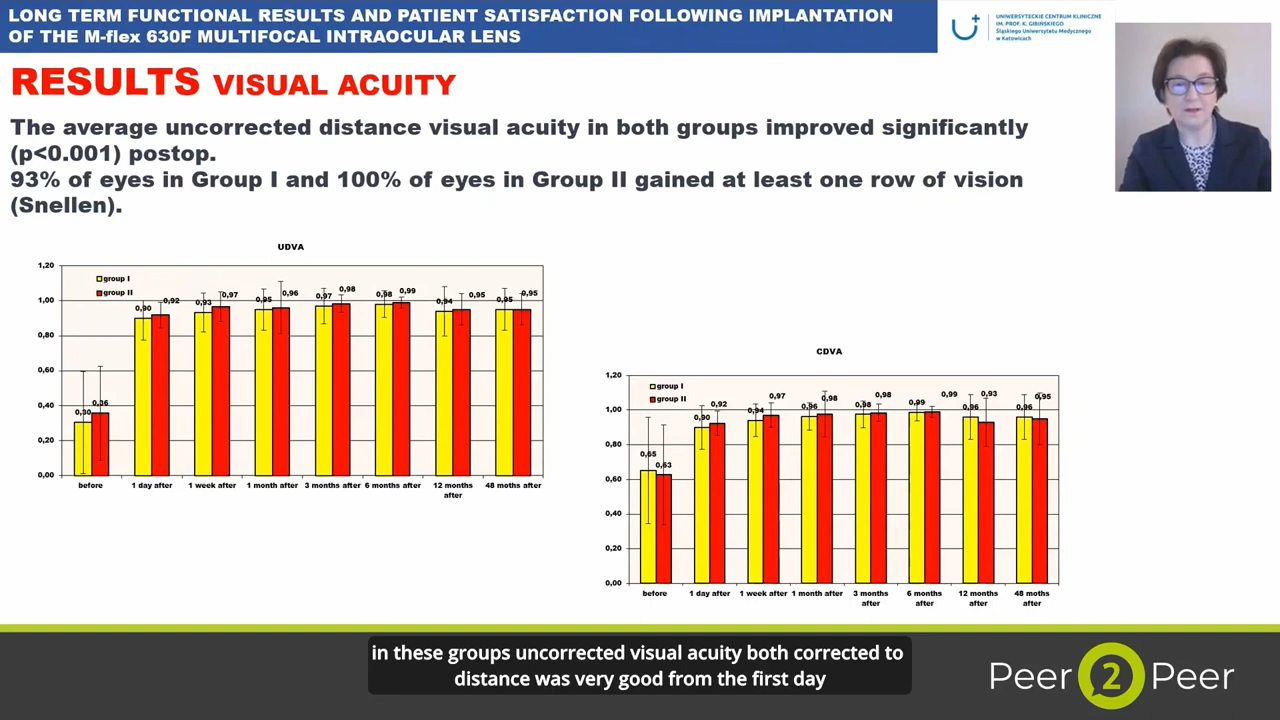 LONG TERM FUNCTIONAL RESULTS AND PATIENT SATISFACTION FOLLOWING IMPLANTATION
OF THE M-flex 630F MULTIFOCAL INTRAOCULAR LENS
UNIWERSYTECKIE CENTRUM KLINICZNE
IM. PROF. K. GIBIŃSKIEGO
Śląskiego Uniwersytetu Medycznego
w Katowicach
RESULTS VISUAL ACUITY
The average uncorrected distance visual acuity in both groups improved significantly
(p<0.001) postop.
93% of eyes in Group I and 100% of eyes in Group II gained at least one row of vision
(Snellen).
UDVA
1,20
1,00
0,80
0,60
0,40
0,20
0,00
group I
group II
0,30 0,36
0,90 0,92
0,93 0,97
0,95 0,96
0,97 0,98
0,98 0,99
0,94 0,95
0,95 0,95
before 1 day after 1 week after 1 month after 3 months after 6 months after 12 months 48 moths after
after
CDVA
1,20
1,00
0,80
0,60
0,40
0,20
0,00
group I
group II
0,65 0,63
0,90 0,92
0,94 0,97
0,96 0,98
0,98 0,98
0,99 0,99
0,96 0,93
0,96 0,95
before 1 day after 1 week after 1 month after 3 months 6 months 12 months 48 moths
after after after after
in these groups uncorrected visual acuity both corrected to
distance was very good from the first day
Peer 2 Peer